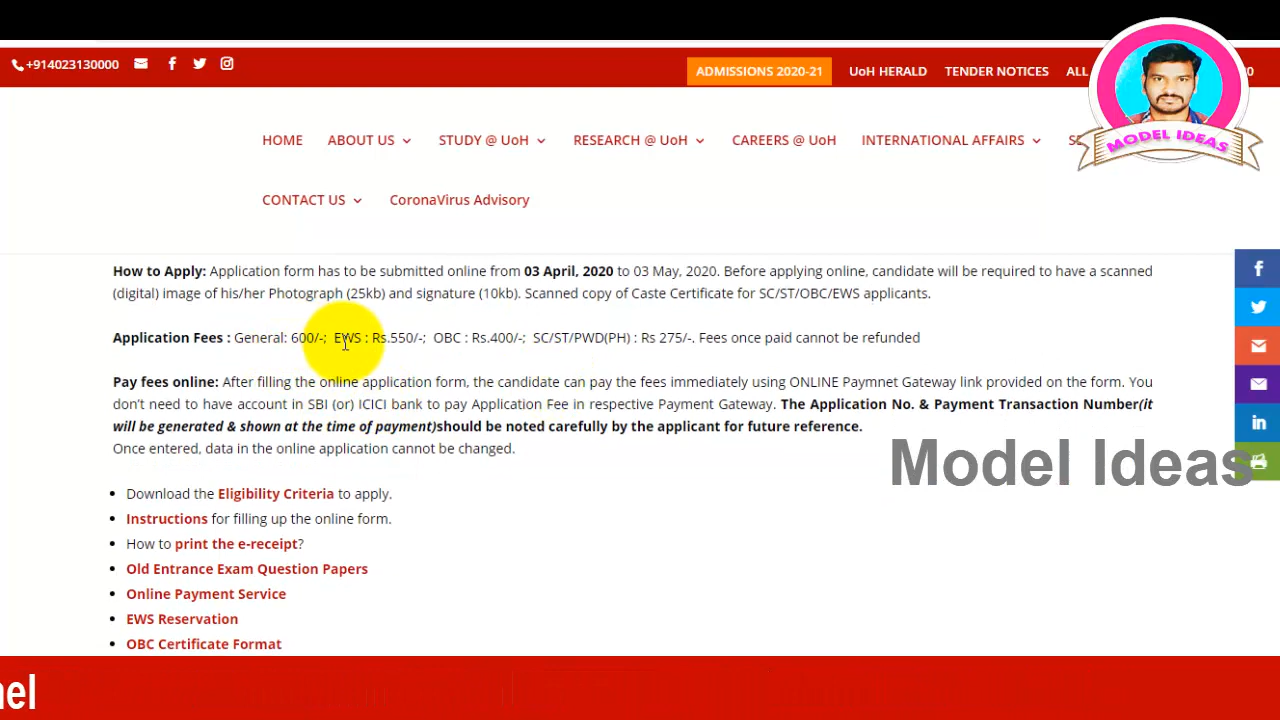 +914023130000
ADMISSIONS 2020-21 UoH HERALD TENDER NOTICES ALL
MODEL IDEAS
HOME ABOUT US STUDY @ UoH RESEARCH @ UoH CAREERS @ UoH INTERNATIONAL AFFAIRS
CONTACT US CoronaVirus Advisory
How to Apply: Application form has to be submitted online from 03 April, 2020 to 03 May, 2020. Before applying online, candidate will be required to have a scanned
(digital) image of his/her Photograph (25kb) and signature (10kb). Scanned copy of Caste Certificate for SC/ST/OBC/EWS applicants.
Application Fees : General: 600/-; EWS : Rs.550/-; OBC : Rs.400/-; SC/ST/PWD(PH) : Rs 275/-. Fees once paid cannot be refunded
Pay fees online: After filling the online application form, the candidate can pay the fees immediately using ONLINE Paymnet Gateway link provided on the form. You
don't need to have account in SBI (or) ICICI bank to pay Application Fee in respective Payment Gateway. The Application No. & Payment Transaction Number(it
will be generated & shown at the time of payment)should be noted carefully by the applicant for future reference.
Once entered, data in the online application cannot be changed.
Model Ideas
Download the Eligibility Criteria to apply.
Instructions for filling up the online form.
How to print the e-receipt?
Old Entrance Exam Question Papers
Online Payment Service
EWS Reservation
OBC Certificate Format